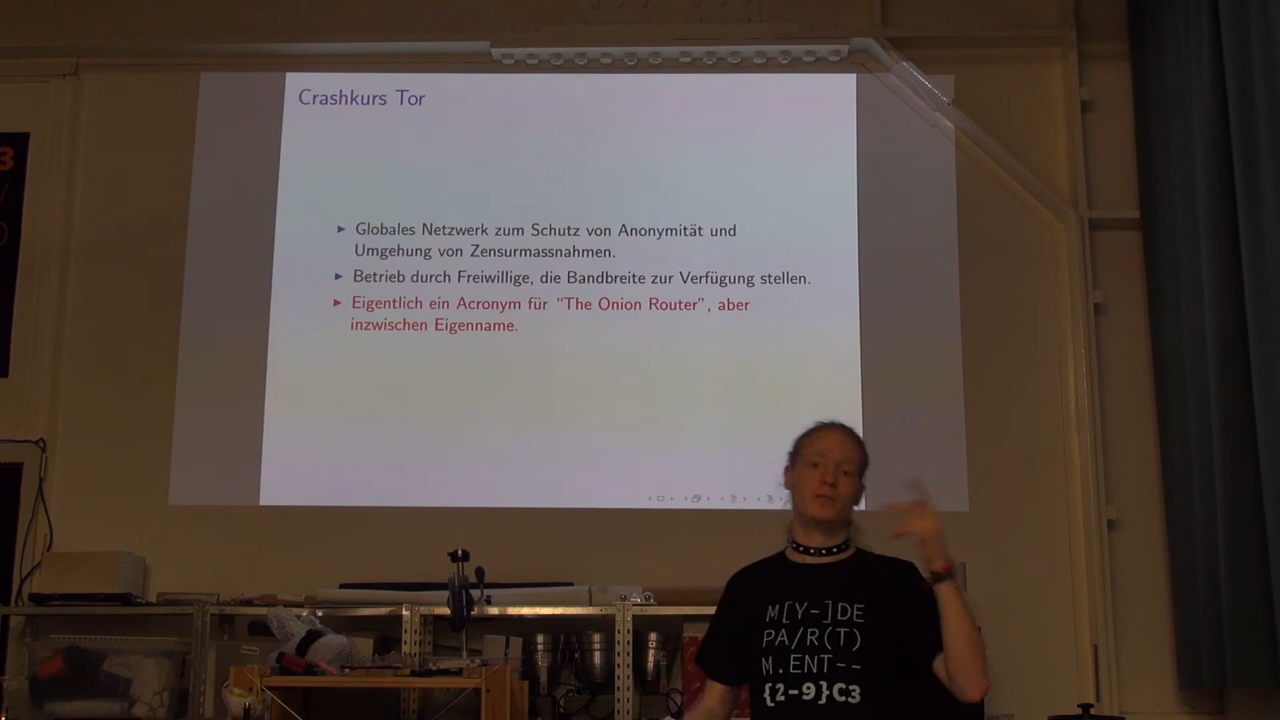 Crashkurs Tor
Globales Netzwerk zum Schutz von Anonymität und
Umgehung von Zensurmassnahmen.
Betrieb durch Freiwillige, die Bandbreite zur Verfügung stellen.
Eigentlich ein Acronym für “The Onion Router”, aber
inzwischen Eigenname.
3
M[Y-]DE
PA/R(T)
M.ENT--
{2-9}C3